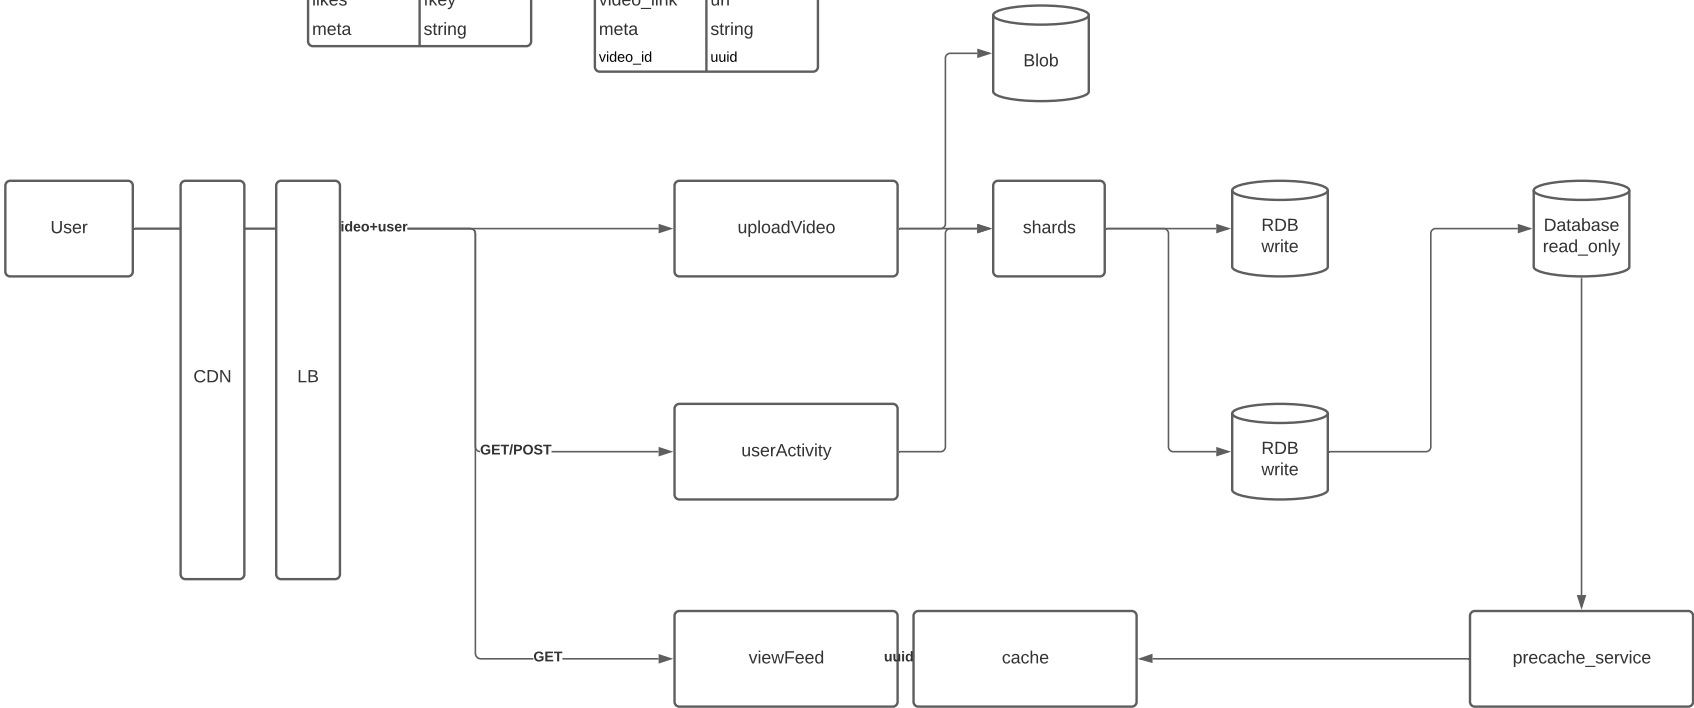 likes fkey
meta string
video_link url
meta string
video_id uuid
Blob
User
CDN
LB
ideo+user
uploadVideo
shards
RDB
write
Database
read_only
GET/POST
userActivity
RDB
write
GET
viewFeed
uuid
cache
precache_service